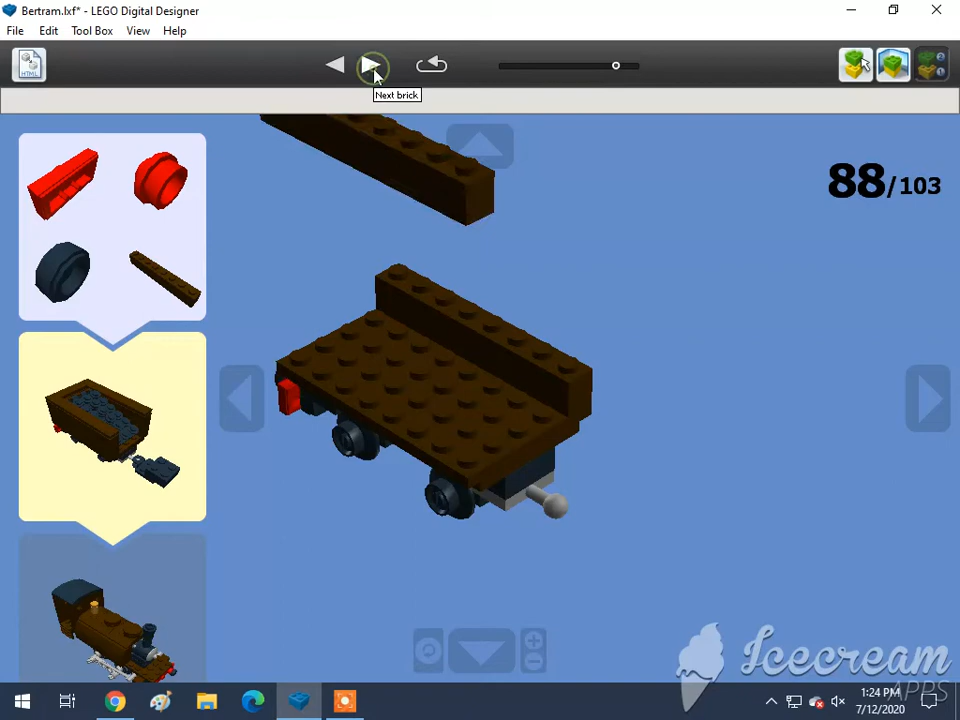 Bertram.lxf* - LEGO Digital Designer
File Edit Tool Box View Help
HTML
Next brick
88/103
Icecream
APPS
1:24 PM
7/12/2020